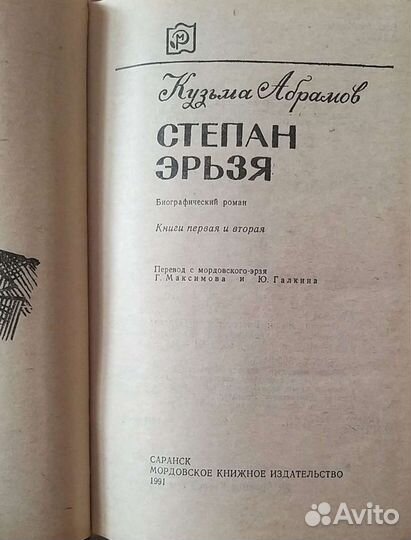 М
Кузьма Абрамов
СТЕПАН
ЭРЬЗЯ
Биографический роман
Книги первая и вторая
Перевод с мордовского-эрзя
Г. Максимова и Ю. Галкина
САРАНСК
МОРДОВСКОЕ КНИЖНОЕ ИЗДАТЕЛЬСТВО
1991
Avito